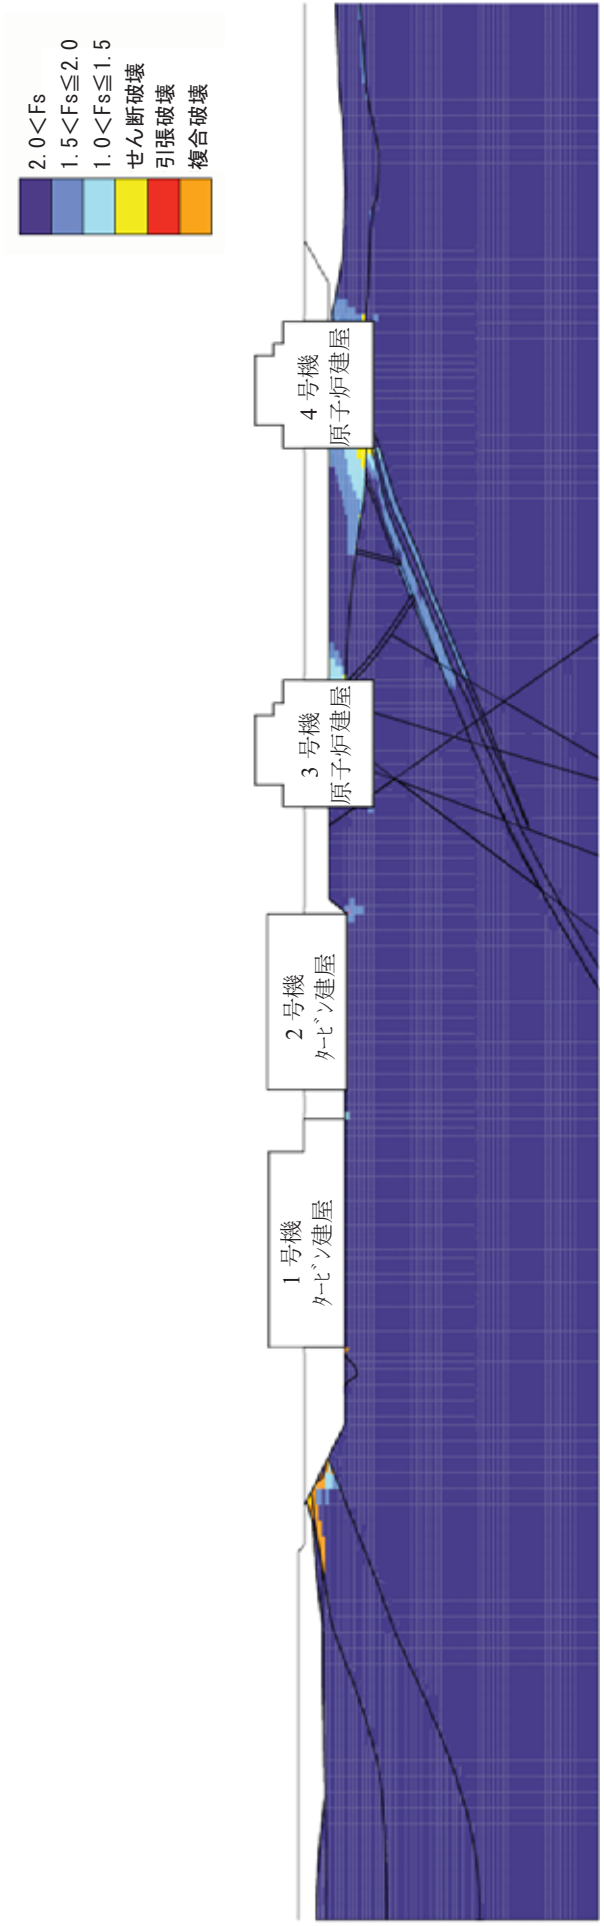 2.0<Fs
1.5<Fs≦2.0
1.0<Fs≦1.5
せん断破壊
引張破壊
複合破壊
1 号機
ﾀｰﾋﾞﾝ建屋
2 号機
ﾀｰﾋﾞﾝ建屋
3 号機
原子炉建屋
4 号機
原子炉建屋